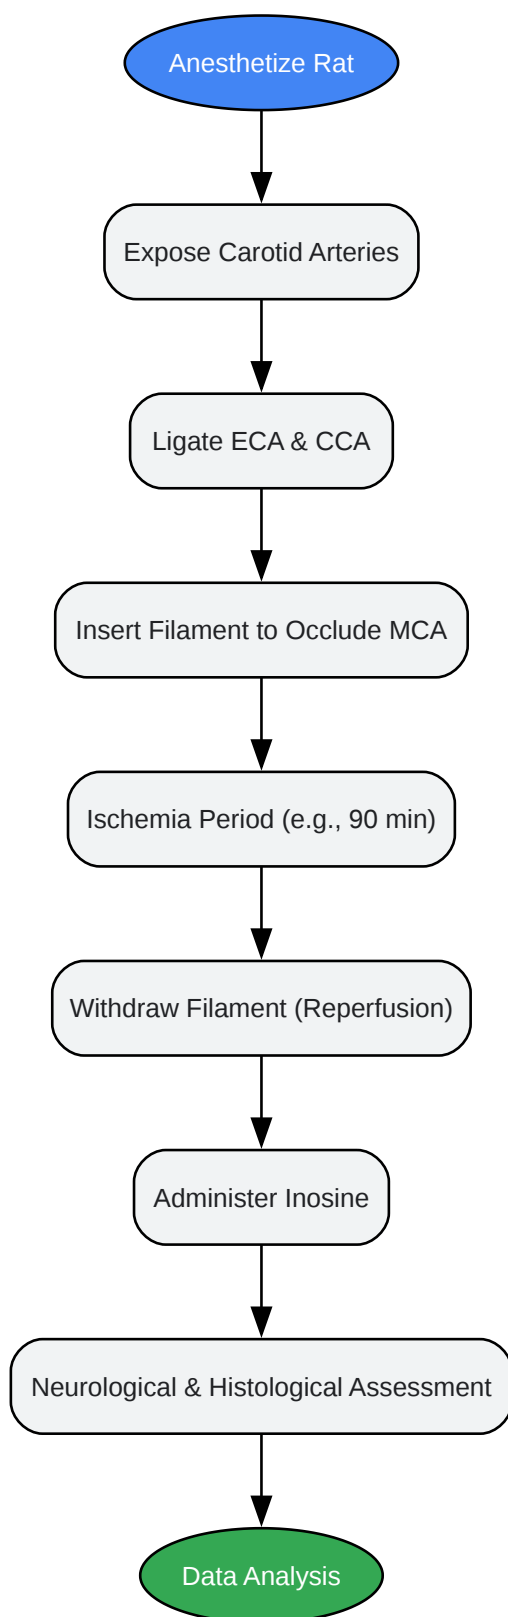 Anesthetize Rat
Expose Carotid Arteries
Ligate ECA & CCA
Insert Filament to Occlude MCA
Ischemia Period (e.g., 90 min)
Withdraw Filament (Reperfusion)
Administer Inosine
Neurological & Histological Assessment
Data Analysis